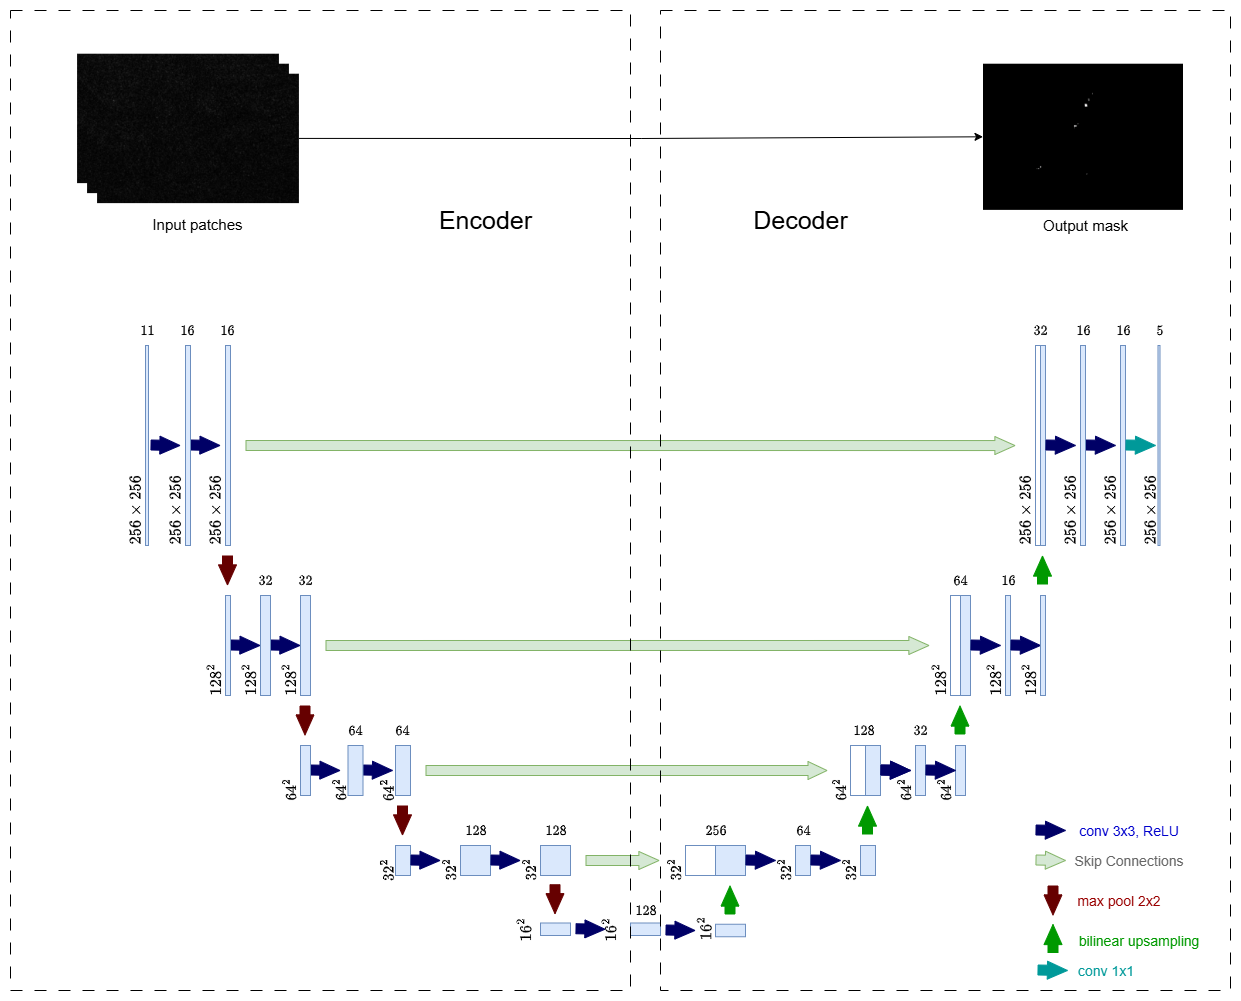 Input patches
Encoder
Decoder
Output mask
11 16 16
32 16 16 5
256 × 256 256 × 256 256 × 256
256 × 256 256 × 256 256 × 256 256 × 256
32 32
64 16
128² 128² 128²
128² 128² 128²
64 64
128 32
64² 64² 64²
64² 64² 64²
128 128
256 64
32² 32² 32²
32² 32² 32²
128
16² 16² 16²
conv 3x3, ReLU
Skip Connections
max pool 2x2
bilinear upsampling
conv 1x1